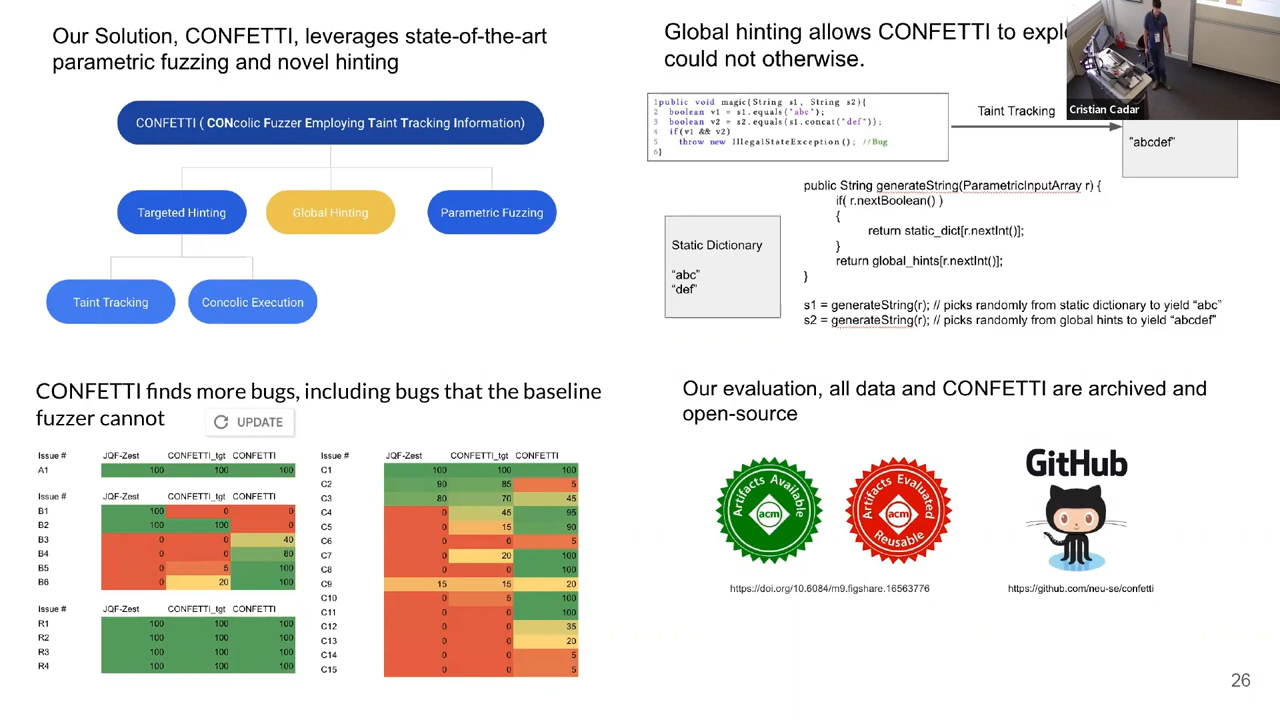 Our Solution, CONFETTI, leverages state-of-the-art
parametric fuzzing and novel hinting
CONFETTI ( CONcolic Fuzzer Employing Taint Tracking Information)
Targeted Hinting
Global Hinting
Parametric Fuzzing
Taint Tracking
Concolic Execution
Global hinting allows CONFETTI to
could not otherwise.
Cristian Cadar
1public void magic(String s1, String s2){
2 boolean v1 = s1.equals("abc");
3 boolean v2 = s2.equals(s1.concat("def"));
4 if(v1 && v2)
5 throw new IllegalStateException(); //Bug
6}
Taint Tracking
"abcdef"
Static Dictionary
"abc"
"def"
public String generateString(ParametricInputArray r) {
if( r.nextBoolean() )
{
return static_dict[r.nextInt()];
}
return global_hints[r.nextInt()];
}
s1 = generateString(r); // picks randomly from static dictionary to yield “abc”
s2 = generateString(r); // picks randomly from global hints to yield “abcdef”
CONFETTI finds more bugs, including bugs that the baseline
fuzzer cannot
UPDATE
Issue # JQF-Zest CONFETTI_tgt CONFETTI
A1 100 100 100
Issue # JQF-Zest CONFETTI_tgt CONFETTI
B1 100 0 0
B2 100 100 0
B3 0 0 40
B4 0 0 80
B5 0 5 100
B6 0 20 100
Issue # JQF-Zest CONFETTI_tgt CONFETTI
R1 100 100 100
R2 100 100 100
R3 100 100 100
R4 100 100 100
Issue # JQF-Zest CONFETTI_tgt CONFETTI
C1 100 100 100
C2 90 85 5
C3 80 70 45
C4 0 45 95
C5 0 15 90
C6 0 0 5
C7 0 20 100
C8 0 0 100
C9 15 15 20
C10 0 5 100
C11 0 0 100
C12 0 0 35
C13 0 0 20
C14 0 0 5
C15 0 0 5
Our evaluation, all data and CONFETTI are archived and
open-source
Artifacts Available
acm
Artifacts Evaluated
acm
Reusable
GitHub
https://doi.org/10.6084/m9.figshare.16563776
https://github.com/neu-se/confetti
26